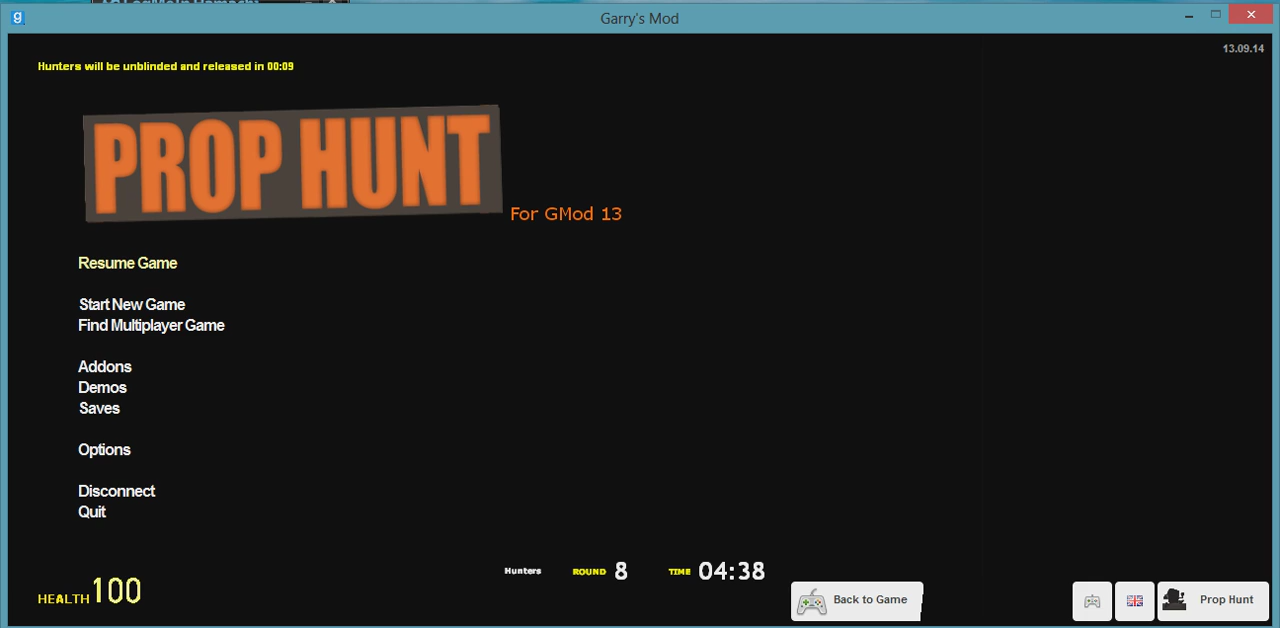 Garry's Mod
13.09.14
Hunters will be unblinded and released in 00:09
PROP HUNT
For GMod 13
Resume Game
Start New Game
Find Multiplayer Game
Addons
Demos
Saves
Options
Disconnect
Quit
HEALTH 100
Hunters ROUND 8 TIME 04:38
Back to Game
Prop Hunt